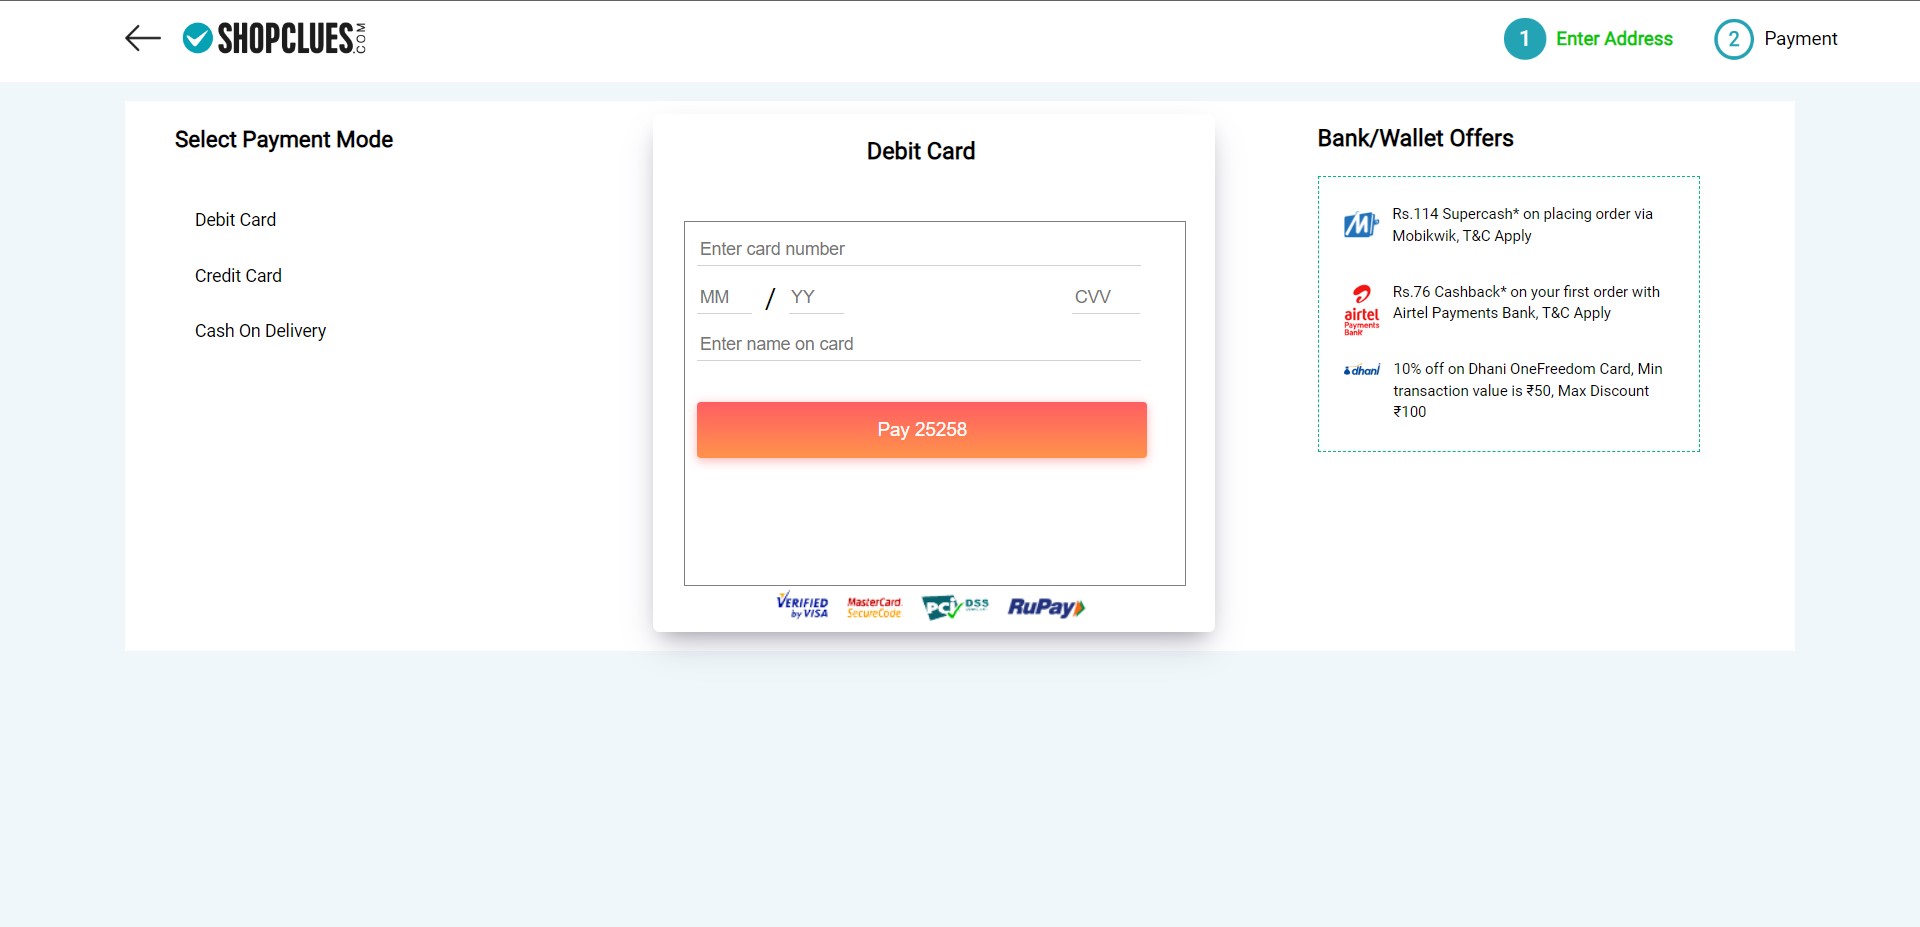 SHOPCLUES.COM
1 Enter Address
2 Payment
Select Payment Mode
Debit Card
Credit Card
Cash On Delivery
Debit Card
Enter card number
MM / YY CVV
Enter name on card
Pay 25258
VERIFIED
by VISA
MasterCard.
SecureCode
PCI DSS
RuPay
Bank/Wallet Offers
Rs.114 Supercash* on placing order via
Mobikwik, T&C Apply
airtel
Payments
Bank
Rs.76 Cashback* on your first order with
Airtel Payments Bank, T&C Apply
dhani
10% off on Dhani OneFreedom Card, Min
transaction value is ₹50, Max Discount
₹100